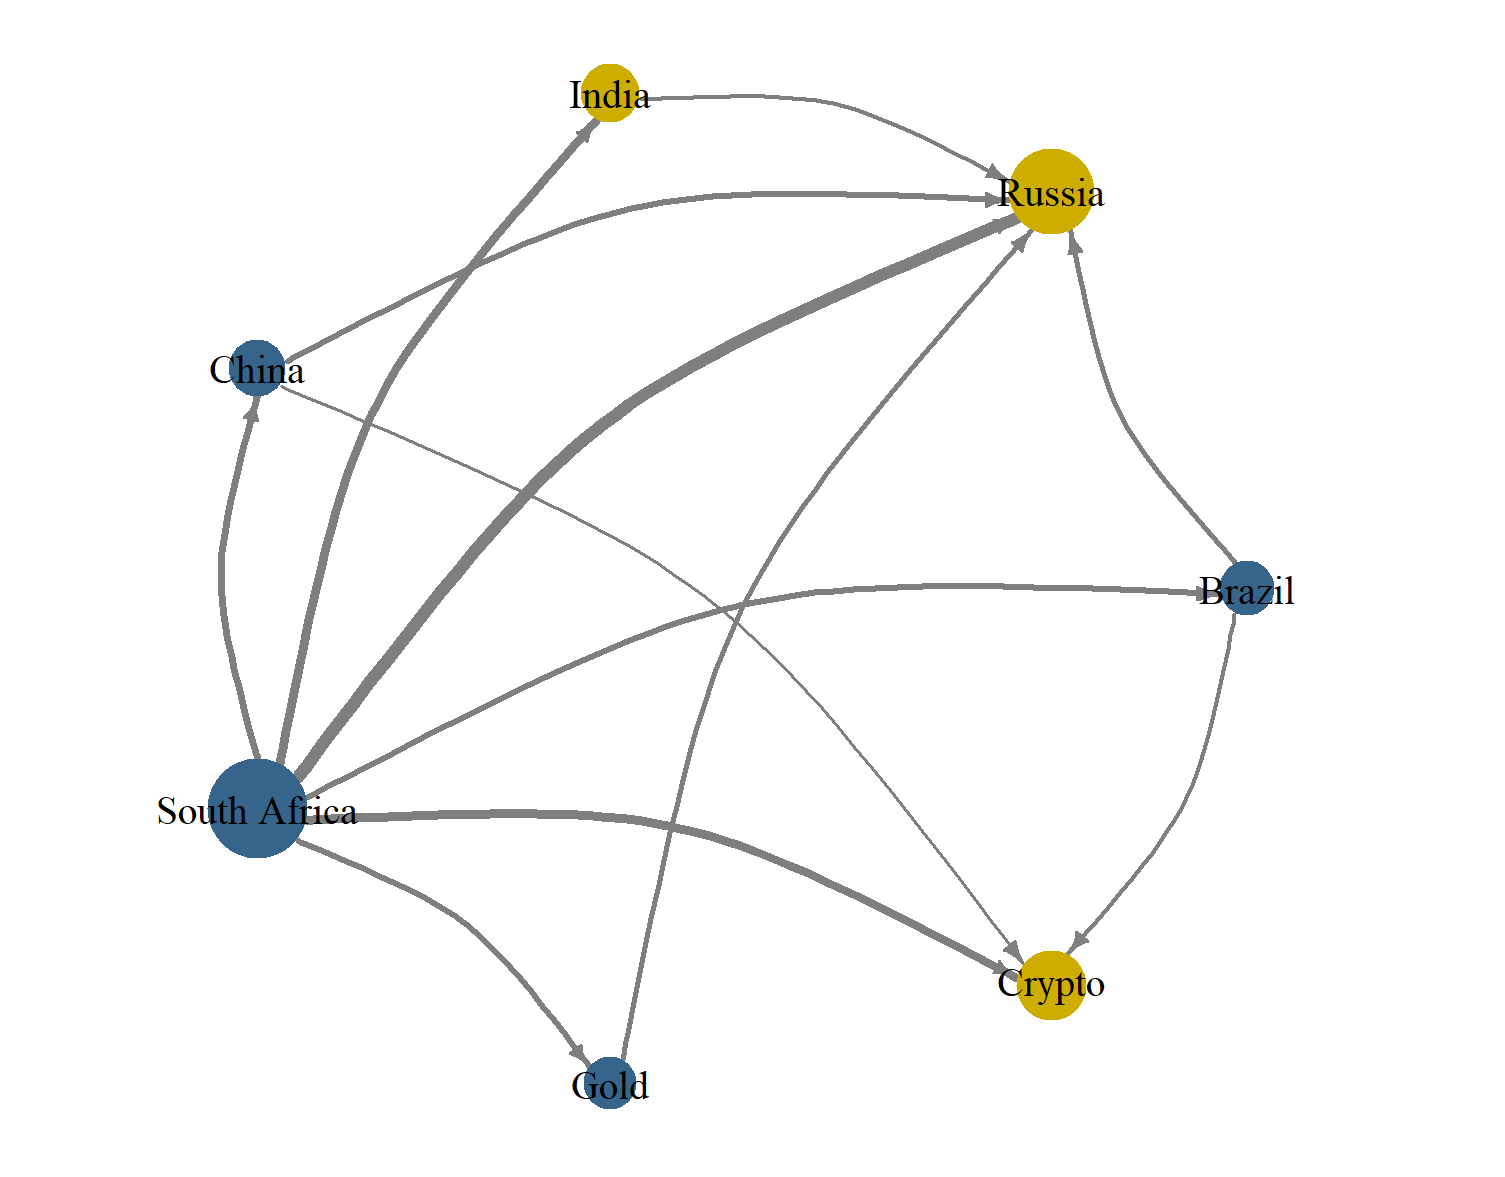 India
Russia
China
Brazil
South Africa
Crypto
Gold